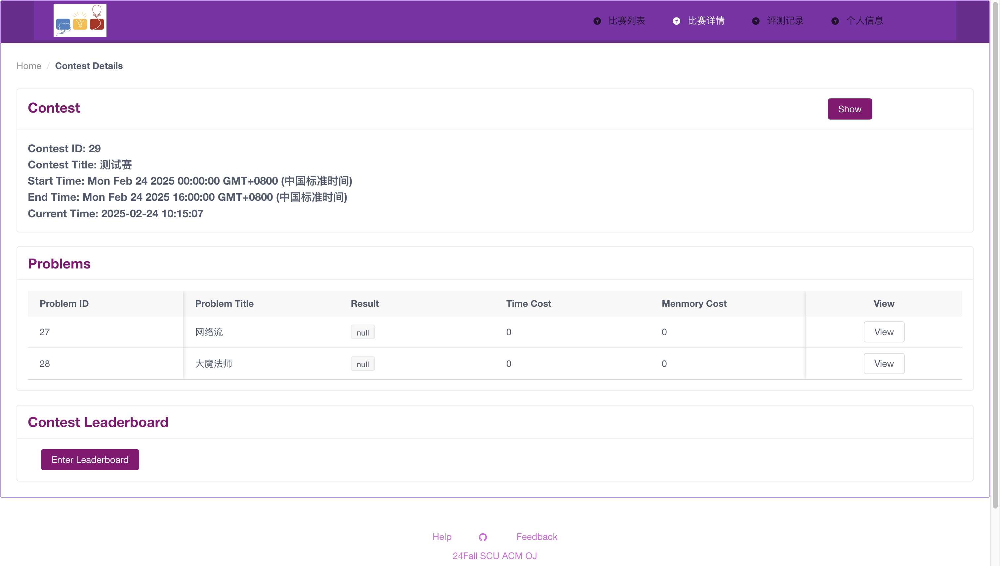 比赛列表 比赛详情 评测记录 个人信息
Home / Contest Details
Contest Show
Contest ID: 29
Contest Title: 测试赛
Start Time: Mon Feb 24 2025 00:00:00 GMT+0800 (中国标准时间)
End Time: Mon Feb 24 2025 16:00:00 GMT+0800 (中国标准时间)
Current Time: 2025-02-24 10:15:07
Problems
Problem ID Problem Title Result Time Cost Menmory Cost View
27 网络流 null 0 0 View
28 大魔法师 null 0 0 View
Contest Leaderboard
Enter Leaderboard
Help Feedback
24Fall SCU ACM OJ